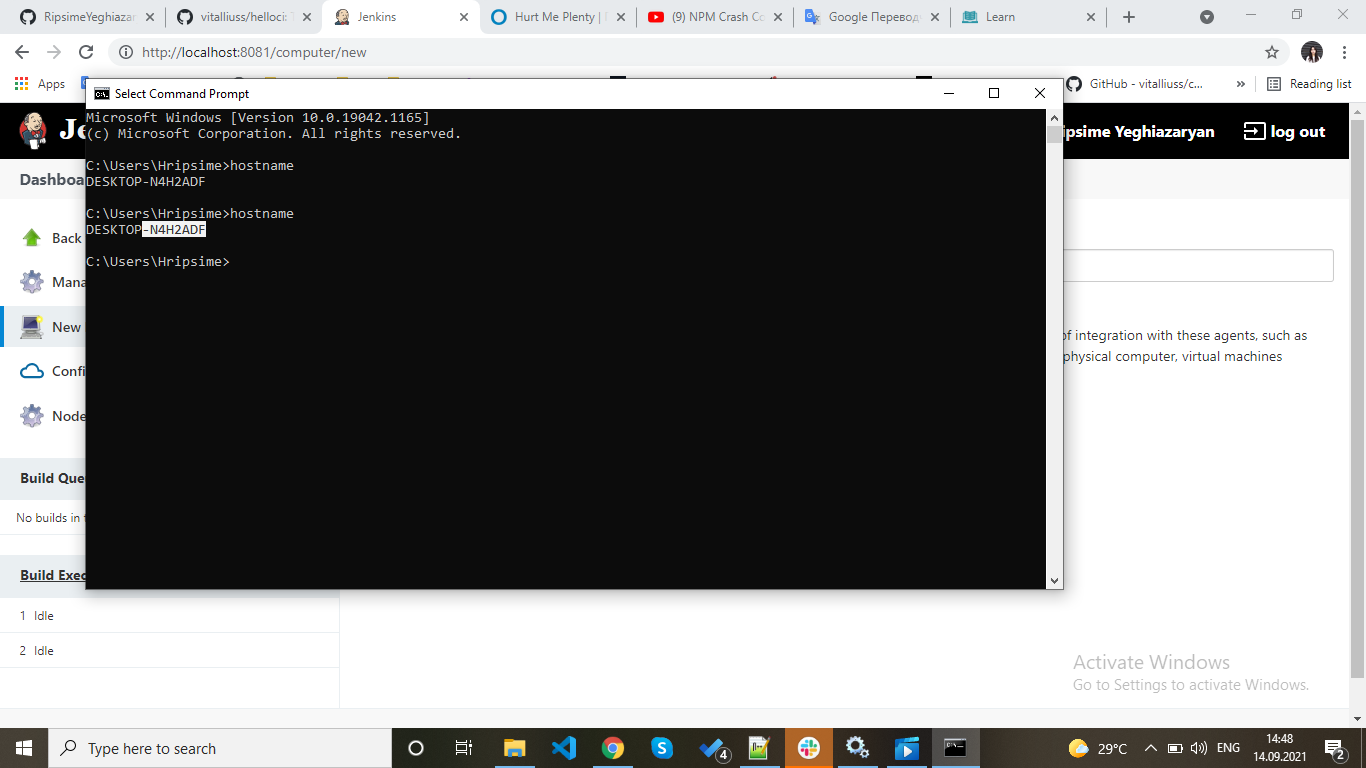 RipsimeYeghiazar
vitalliuss/helloci: T
Jenkins
Hurt Me Plenty |
(9) NPM Crash Co
Google Переводч
Learn
http://localhost:8081/computer/new
Apps
GitHub - vitalliuss/c...
»
Reading list
Select Command Prompt
Microsoft Windows [Version 10.0.19042.1165]
(c) Microsoft Corporation. All rights reserved.
C:\Users\Hripsime>hostname
DESKTOP-N4H2ADF
C:\Users\Hripsime>hostname
DESKTOP-N4H2ADF
C:\Users\Hripsime>
Je
ipsime Yeghiazaryan
log out
Dashboa
Back
Mana
New
Confi
Node
of integration with these agents, such as
physical computer, virtual machines
Build Que
No builds in t
Build Exec
1 Idle
2 Idle
Activate Windows
Go to Settings to activate Windows.
Type here to search
4
29°C
ENG
14:48
14.09.2021
2